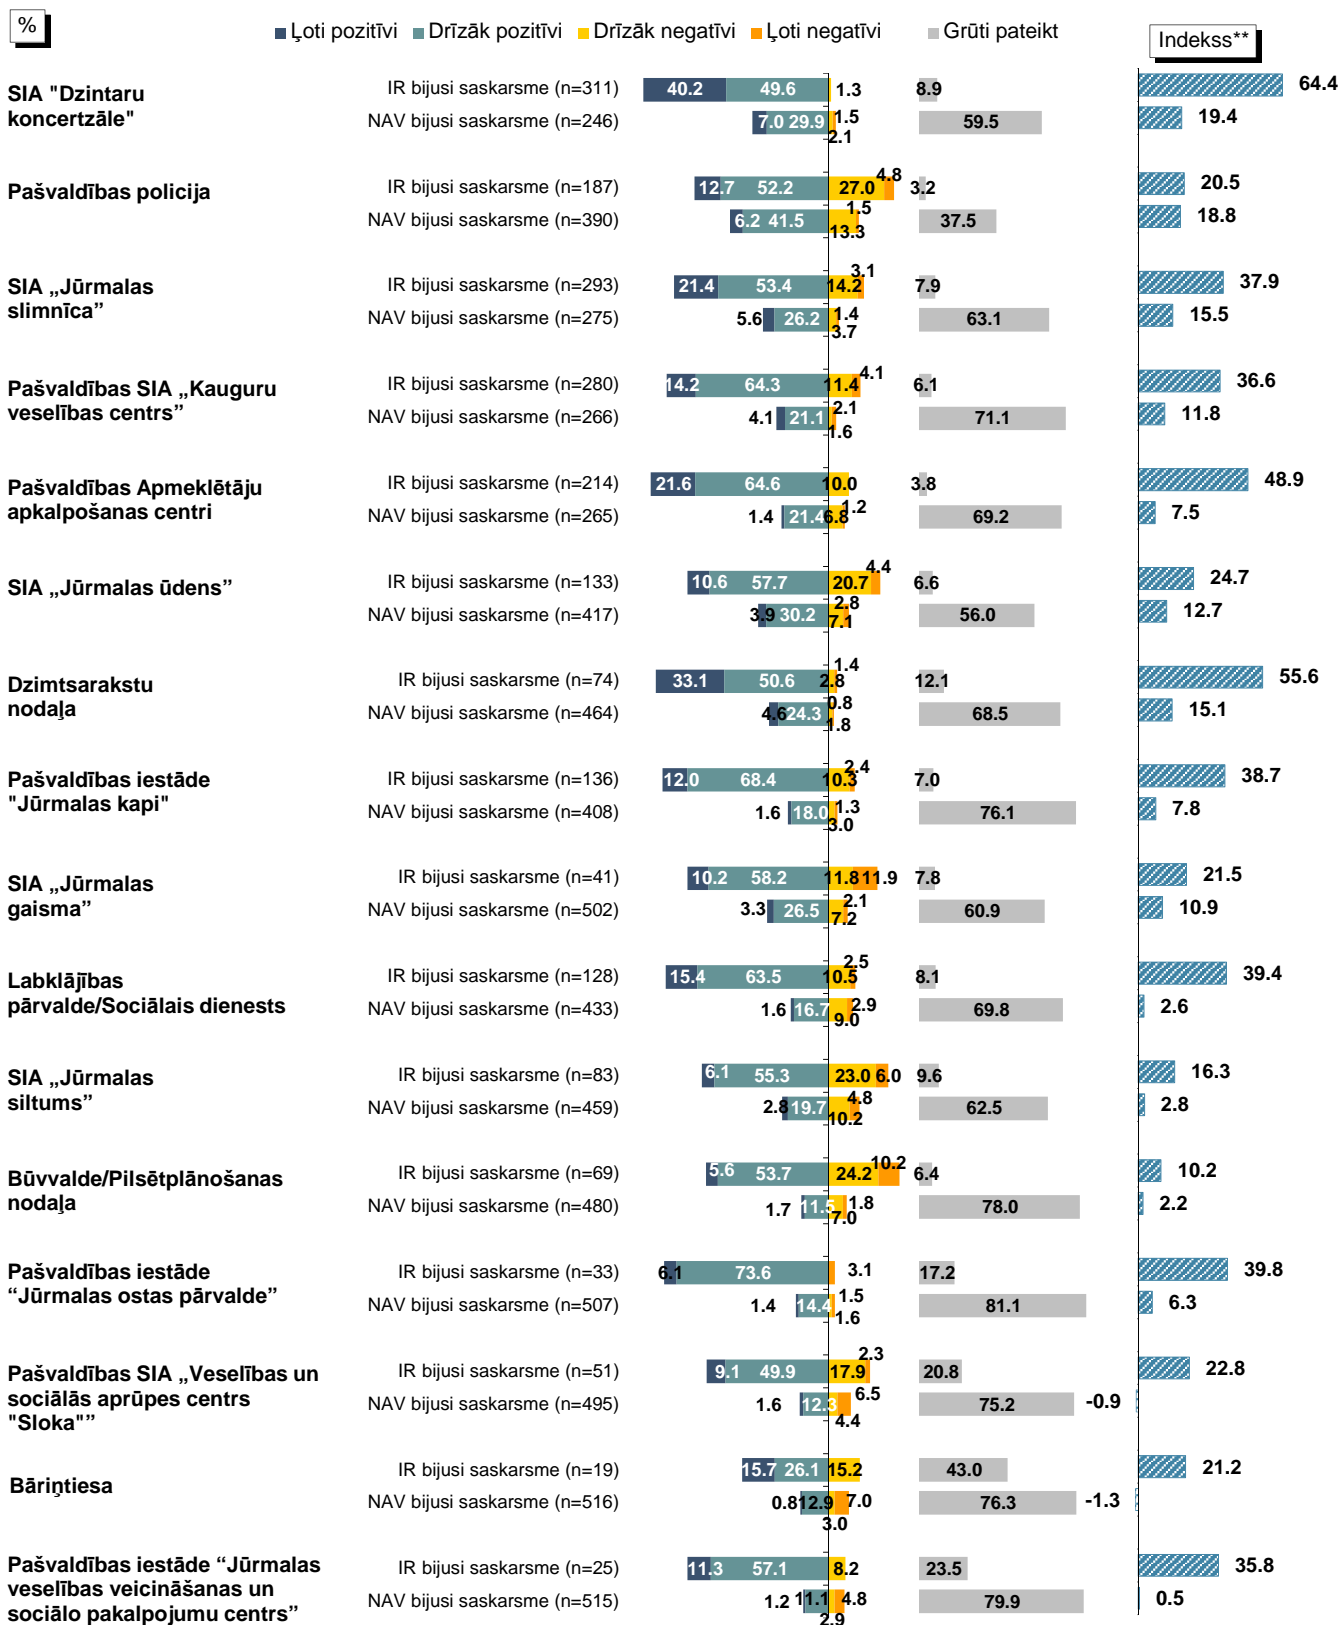 %
Ļoti pozitīvi Drīzāk pozitīvi Drīzāk negatīvi Ļoti negatīvi Grūti pateikt
Indekss**
SIA "Dzintaru
koncertzāle"
IR bijusi saskarsme (n=311) 40.2 49.6 1.3 8.9 64.4
NAV bijusi saskarsme (n=246) 7.0 29.9 1.5 2.1 59.5 19.4
Pašvaldības policija
IR bijusi saskarsme (n=187) 12.7 52.2 27.0 4.8 3.2 20.5
NAV bijusi saskarsme (n=390) 6.2 41.5 13.3 1.5 37.5 18.8
SIA „Jūrmalas
slimnīca”
IR bijusi saskarsme (n=293) 21.4 53.4 14.2 3.1 7.9 37.9
NAV bijusi saskarsme (n=275) 5.6 26.2 1.4 3.7 63.1 15.5
Pašvaldības SIA „Kauguru
veselības centrs”
IR bijusi saskarsme (n=280) 14.2 64.3 11.4 4.1 6.1 36.6
NAV bijusi saskarsme (n=266) 4.1 21.1 2.1 1.6 71.1 11.8
Pašvaldības Apmeklētāju
apkalpošanas centri
IR bijusi saskarsme (n=214) 21.6 64.6 10.0 3.8 48.9
NAV bijusi saskarsme (n=265) 1.4 21.4 6.8 1.2 69.2 7.5
SIA „Jūrmalas ūdens”
IR bijusi saskarsme (n=133) 10.6 57.7 20.7 4.4 6.6 24.7
NAV bijusi saskarsme (n=417) 3.9 30.2 7.1 2.8 56.0 12.7
Dzimtsarakstu
nodaļa
IR bijusi saskarsme (n=74) 33.1 50.6 2.8 1.4 12.1 55.6
NAV bijusi saskarsme (n=464) 4.6 24.3 0.8 1.8 68.5 15.1
Pašvaldības iestāde
"Jūrmalas kapi"
IR bijusi saskarsme (n=136) 12.0 68.4 10.3 2.4 7.0 38.7
NAV bijusi saskarsme (n=408) 1.6 18.0 1.3 3.0 76.1 7.8
SIA „Jūrmalas
gaisma”
IR bijusi saskarsme (n=41) 10.2 58.2 11.8 11.9 7.8 21.5
NAV bijusi saskarsme (n=502) 3.3 26.5 7.2 2.1 60.9 10.9
Labklājības
pārvalde/Sociālais dienests
IR bijusi saskarsme (n=128) 15.4 63.5 10.5 2.5 8.1 39.4
NAV bijusi saskarsme (n=433) 1.6 16.7 9.0 2.9 69.8 2.6
SIA „Jūrmalas
siltums”
IR bijusi saskarsme (n=83) 6.1 55.3 23.0 6.0 9.6 16.3
NAV bijusi saskarsme (n=459) 2.8 19.7 10.2 4.8 62.5 2.8
Būvvalde/Pilsētplānošanas
nodaļa
IR bijusi saskarsme (n=69) 5.6 53.7 24.2 10.2 6.4 10.2
NAV bijusi saskarsme (n=480) 1.7 11.5 7.0 1.8 78.0 2.2
Pašvaldības iestāde
“Jūrmalas ostas pārvalde”
IR bijusi saskarsme (n=33) 6.1 73.6 3.1 17.2 39.8
NAV bijusi saskarsme (n=507) 1.4 14.4 1.5 1.6 81.1 6.3
Pašvaldības SIA „Veselības un
sociālās aprūpes centrs
"Sloka"”
IR bijusi saskarsme (n=51) 9.1 49.9 17.9 2.3 20.8 22.8
NAV bijusi saskarsme (n=495) 1.6 12.3 4.4 6.5 75.2 -0.9
Bāriņtiesa
IR bijusi saskarsme (n=19) 15.7 26.1 15.2 43.0 21.2
NAV bijusi saskarsme (n=516) 0.8 12.9 3.0 7.0 76.3 -1.3
Pašvaldības iestāde “Jūrmalas
veselības veicināšanas un
sociālo pakalpojumu centrs”
IR bijusi saskarsme (n=25) 11.3 57.1 8.2 23.5 35.8
NAV bijusi saskarsme (n=515) 1.2 11.1 2.9 4.8 79.9 0.5